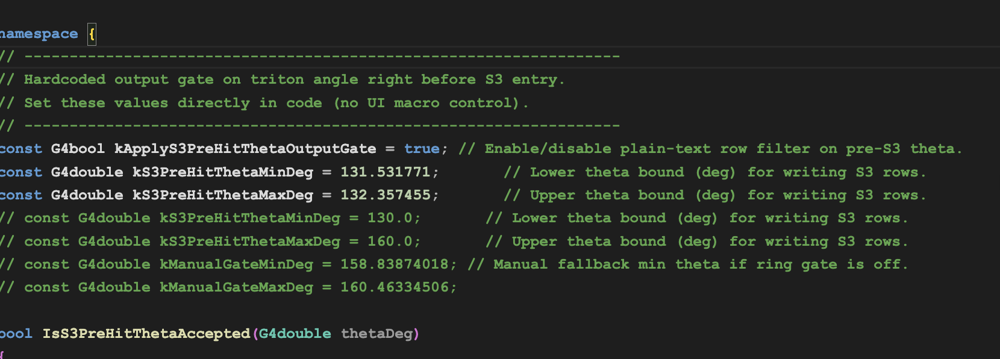 namespace {
// ------------------------------------------------------------------
// Hardcoded output gate on triton angle right before S3 entry.
// Set these values directly in code (no UI macro control).
// ------------------------------------------------------------------
const G4bool kApplyS3PreHitThetaOutputGate = true; // Enable/disable plain-text row filter on pre-S3 theta.
const G4double kS3PreHitThetaMinDeg = 131.531771;       // Lower theta bound (deg) for writing S3 rows.
const G4double kS3PreHitThetaMaxDeg = 132.357455;       // Upper theta bound (deg) for writing S3 rows.
// const G4double kS3PreHitThetaMinDeg = 130.0;       // Lower theta bound (deg) for writing S3 rows.
// const G4double kS3PreHitThetaMaxDeg = 160.0;       // Upper theta bound (deg) for writing S3 rows.
// const G4double kManualGateMinDeg = 158.83874018; // Manual fallback min theta if ring gate is off.
// const G4double kManualGateMaxDeg = 160.46334506;
bool IsS3PreHitThetaAccepted(G4double thetaDeg)
{